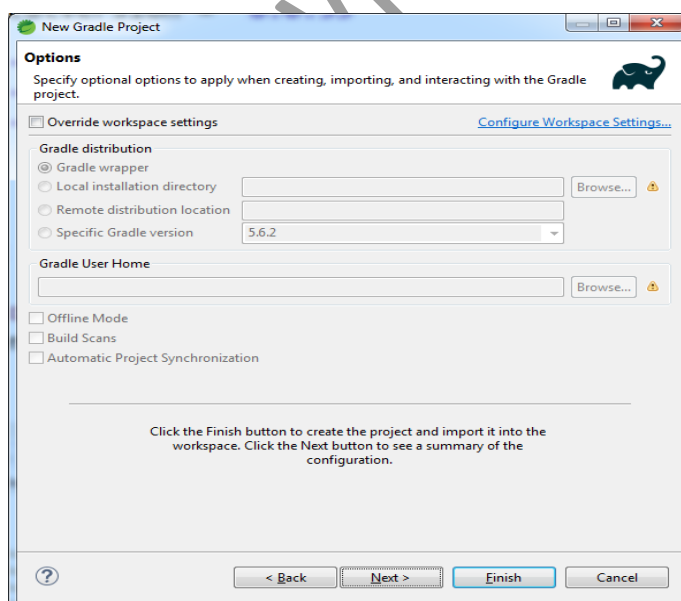 New Gradle Project
Options
Specify optional options to apply when creating, importing, and interacting with the Gradle
project.
Override workspace settings
Configure Workspace Settings...
Gradle distribution
Gradle wrapper
Local installation directory
Browse...
Remote distribution location
Specific Gradle version
5.6.2
Gradle User Home
Browse...
Offline Mode
Build Scans
Automatic Project Synchronization
Click the Finish button to create the project and import it into the
workspace. Click the Next button to see a summary of the
configuration.
< Back
Next >
Finish
Cancel